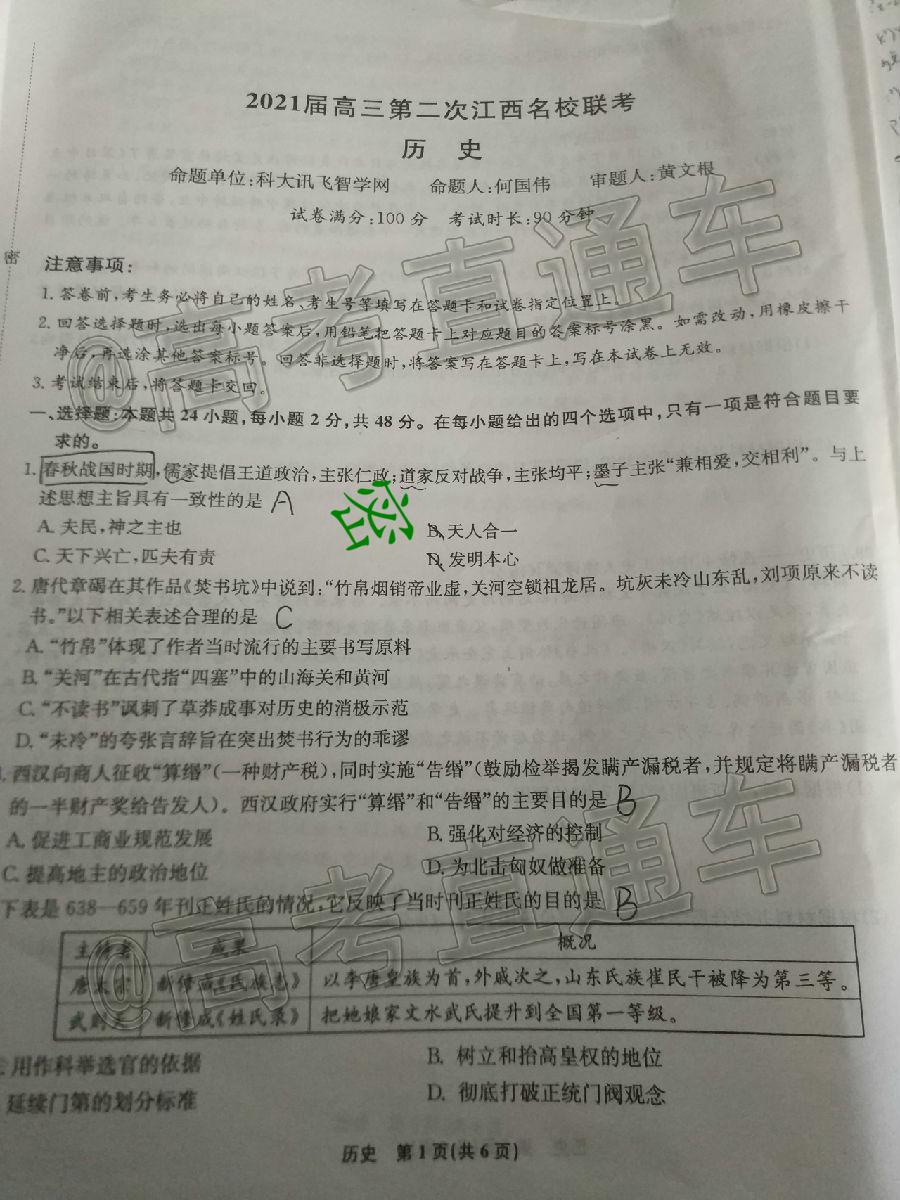 2021届高三第二次江西名校联考
历 史
命题单位:科大讯飞智学网 命题人:何国伟 审题人:黄文根
试卷满分:100分 考试时长:90分钟
密
注意事项:
1.答卷前,考生务必将自己的姓名、考生号等填写在答题卡和试卷指定位置上。
2.回答选择题时,选出每小题答案后,用铅笔把答题卡上对应题目的答案标号涂黑。如需改动,用橡皮擦干
净后,再选涂其他答案标号。回答非选择题时,将答案写在答题卡上,写在本试卷上无效。
3.考试结束后,将答题卡交回。
一、选择题:本题共24小题,每小题2分,共48分。在每小题给出的四个选项中,只有一项是符合题目要
求的。
1.春秋战国时期,儒家提倡王道政治,主张仁政;道家反对战争,主张均平;墨子主张“兼相爱,交相利”。与上
述思想主旨具有一致性的是 A
A.夫民,神之主也 B.天人合一
密
C.天下兴亡,匹夫有责 D.发明本心
2.唐代章碣在其作品《焚书坑》中说到:“竹帛烟销帝业虚,关河空锁祖龙居。坑灰未冷山东乱,刘项原来不读
书。”以下相关表述合理的是 C
A.“竹帛”体现了作者当时流行的主要书写原料
B.“关河”在古代指“四塞”中的山海关和黄河
C.“不读书”讽刺了草莽成事对历史的消极示范
D.“未冷”的夸张言辞旨在突出焚书行为的乖谬
西汉向商人征收“算缗”(一种财产税),同时实施“告缗”(鼓励检举揭发瞒产漏税者,并规定将瞒产漏税者
的一半财产奖给告发人)。西汉政府实行“算缗”和“告缗”的主要目的是 B
A.促进工商业规范发展 B.强化对经济的控制
C.提高地主的政治地位 D.为北击匈奴做准备
下表是638—659年刊正姓氏的情况,它反映了当时刊正姓氏的目的是 B
主持者 成果 概况
唐太宗 新修成《氏族志》 以李唐皇族为首,外戚次之,山东氏族崔民干被降为第三等。
武则天 新修成《姓氏录》 把她娘家文水武氏提升到全国第一等级。
用作科举选官的依据 B. 树立和抬高皇权的地位
延续门第的划分标准 D. 彻底打破正统门阀观念
历史 第1页(共6页)
@高考直通车
@高考直通车